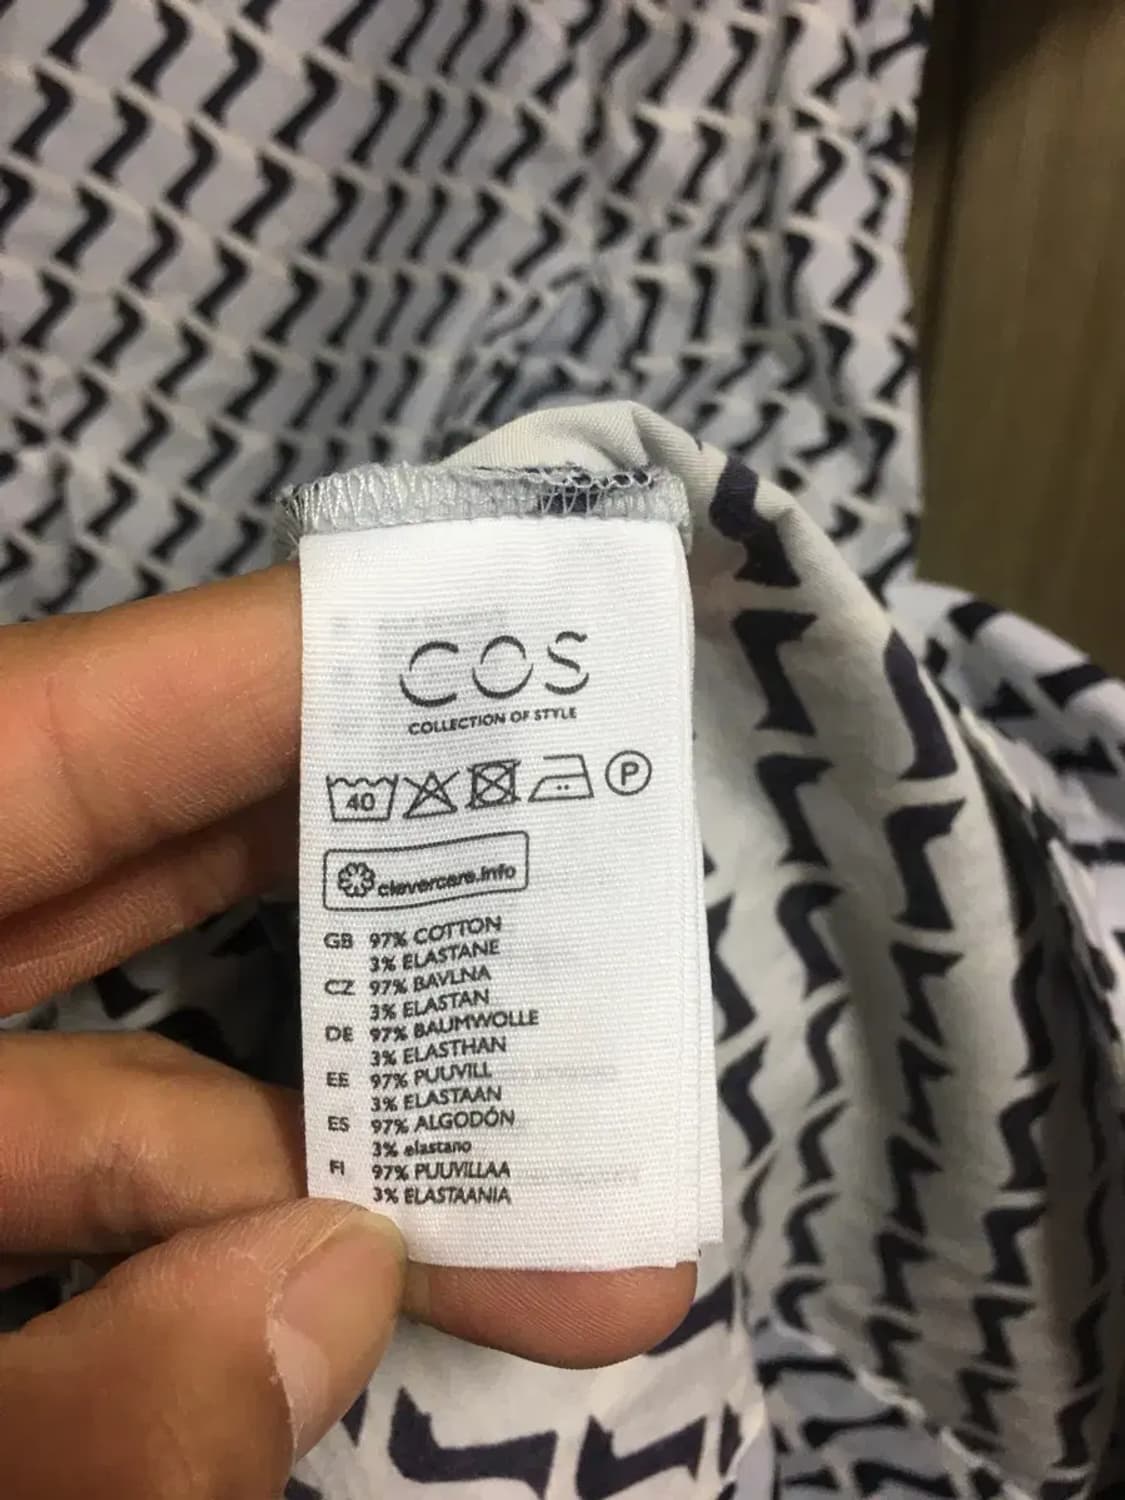 COS
COLLECTION OF STYLE
40 P
clevercare.info
GB 97% COTTON
3% ELASTANE
CZ 97% BAVLNA
3% ELASTAN
DE 97% BAUMWOLLE
3% ELASTHAN
EE 97% PUUVILL
3% ELASTAAN
ES 97% ALGODÓN
3% elastano
FI 97% PUUVILLAA
3% ELASTAANIA